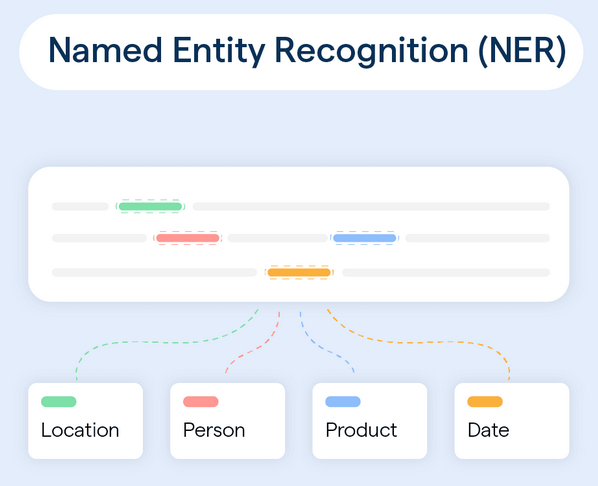 Named Entity Recognition (NER)
Location
Person
Product
Date